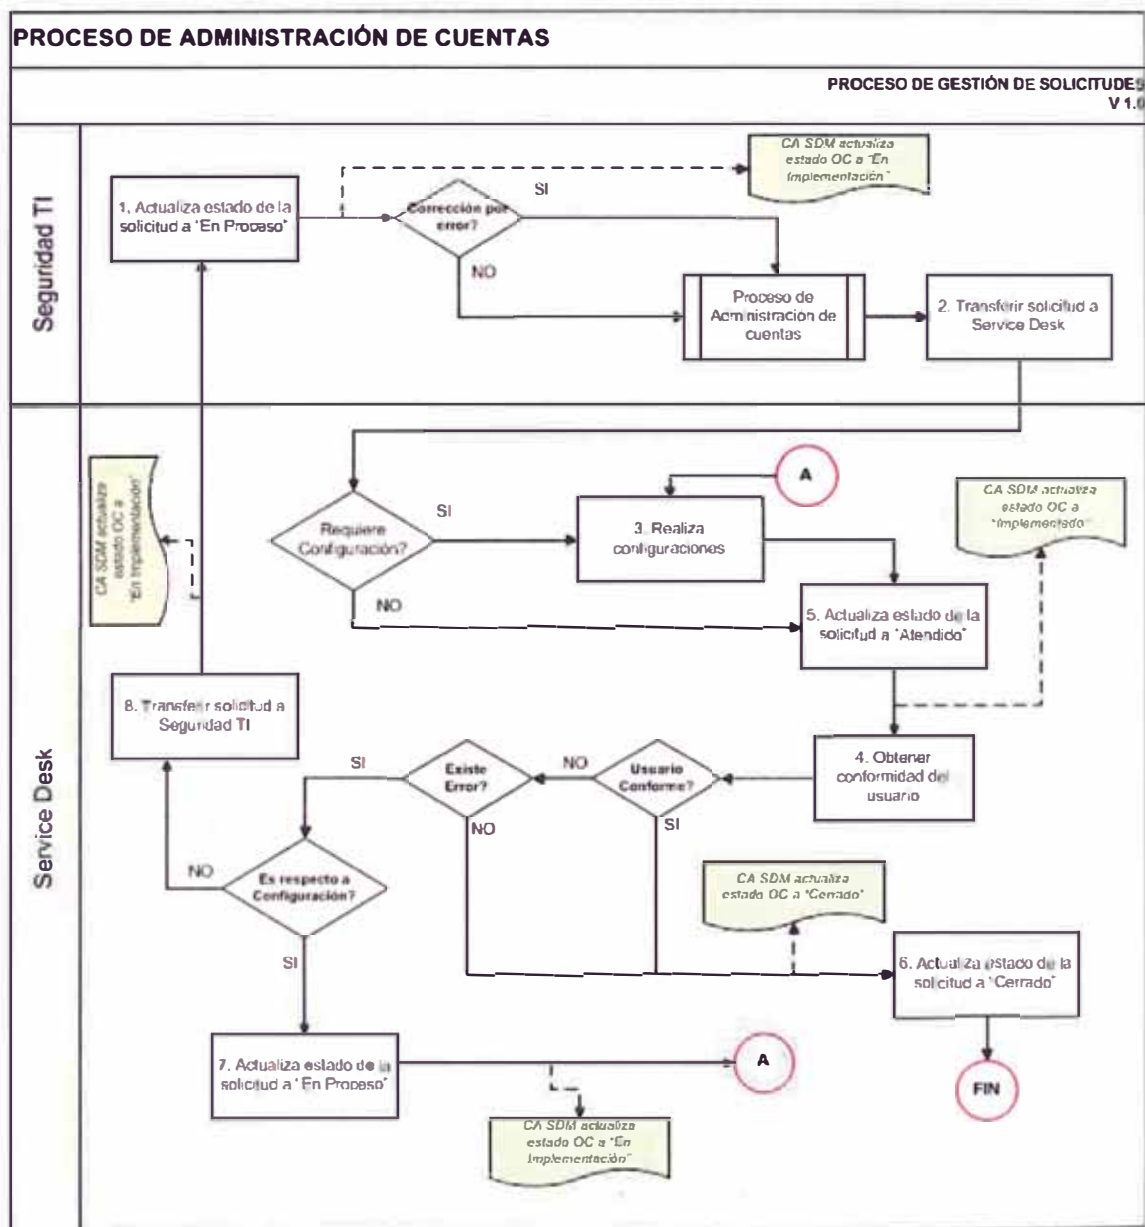 PROCESO DE ADMINISTRACIÓN DE CUENTAS
PROCESO DE GESTIÓN DE SOLICITUDES
V 1.0
Seguridad TI
CA SDM actualiza
estado OC a "En
Implementación"
1. Actualiza estado de la
solicitud a "En Proceso"
Corrección por
error?
SI
NO
Proceso de
Administración de
cuentas
2. Transferir solicitud a
Service Desk
Service Desk
CA SDM actualiza
estado OC a
"En Implementación"
A
CA SDM actualiza
estado OC a
"Implementado"
Requiere
Configuración?
SI
NO
3. Realiza
configuraciones
5. Actualiza estado de la
solicitud a "Atendido"
8. Transferir solicitud a
Seguridad TI
4. Obtener
conformidad del
usuario
Usuario
Conforme?
NO
SI
Existe
Error?
SI
NO
Es respecto a
Configuración?
NO
SI
CA SDM actualiza
estado OC a "Cerrado"
6. Actualiza estado de la
solicitud a "Cerrado"
7. Actualiza estado de la
solicitud a "En Proceso"
A
FIN
CA SDM actualiza
estado OC a "En
Implementación"